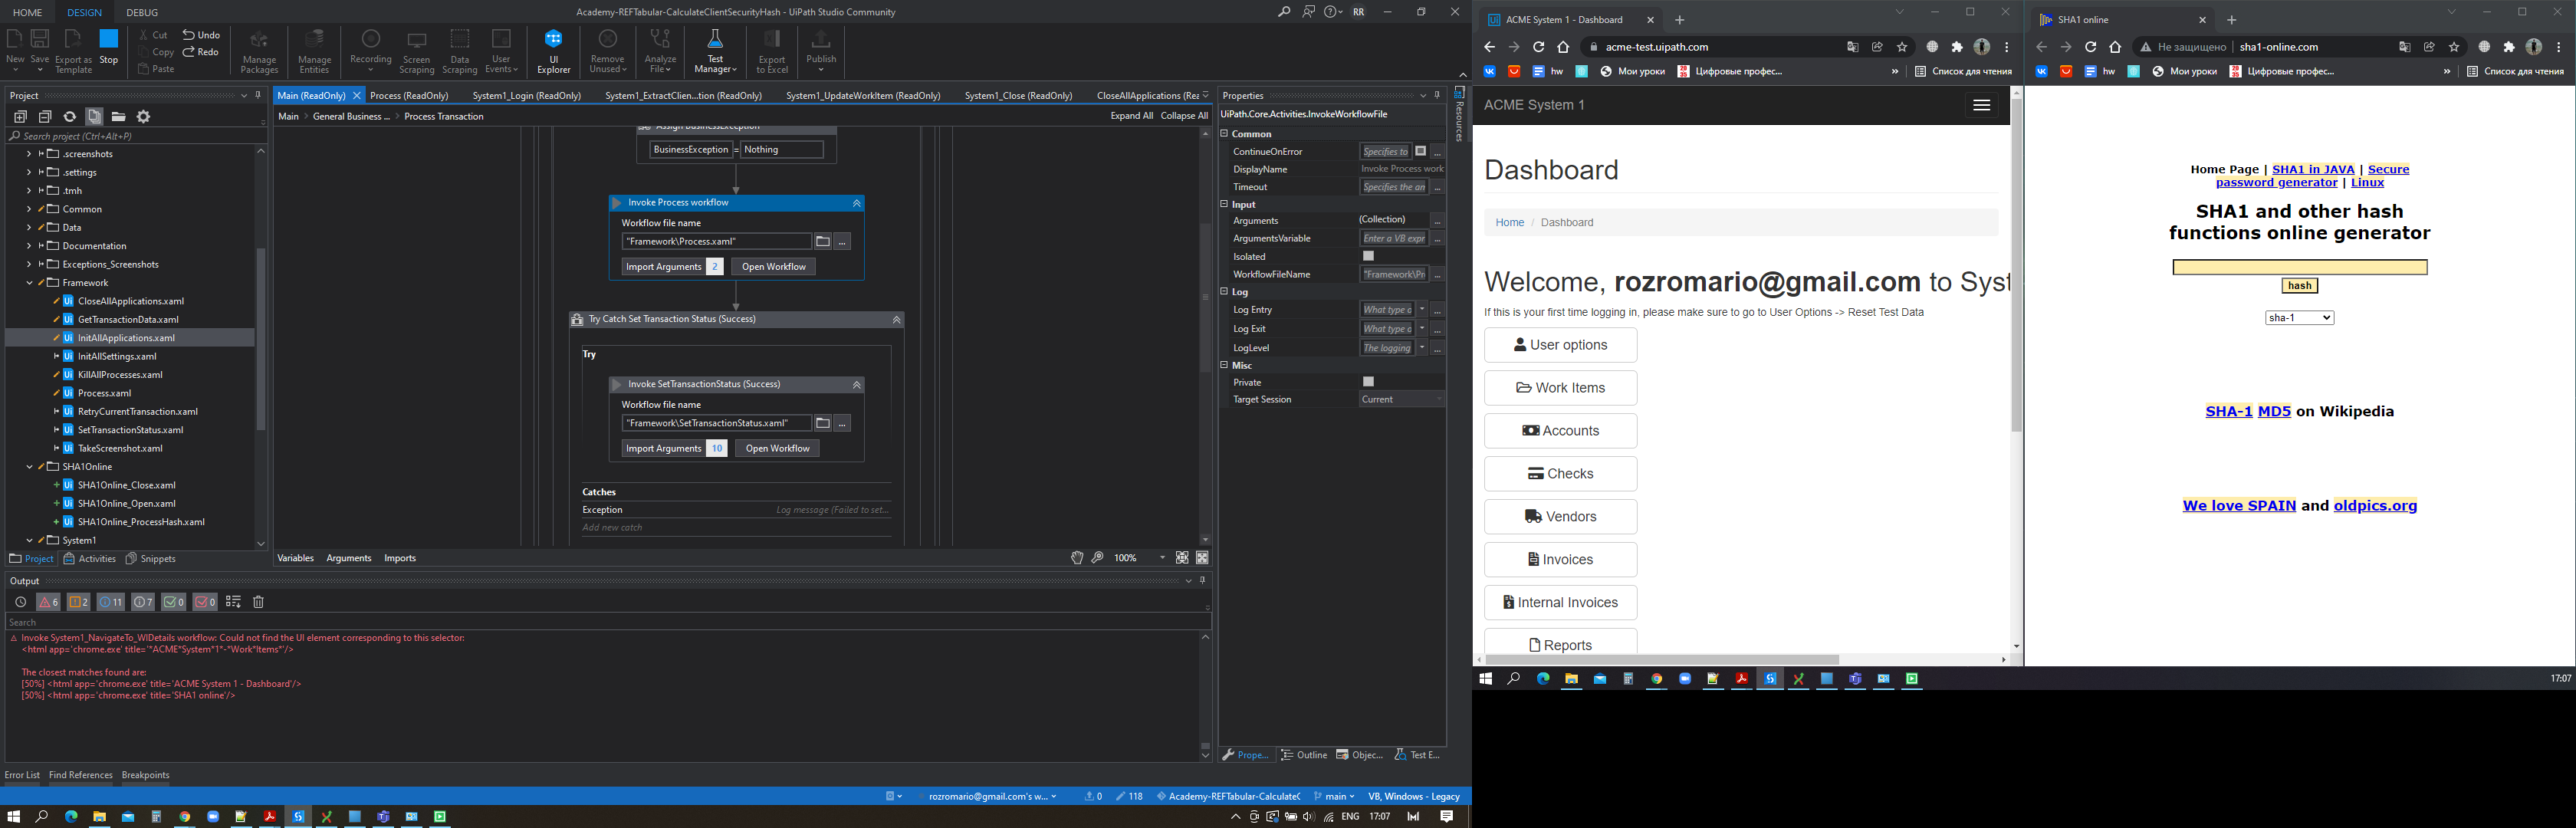 HOME DESIGN DEBUG
Academy-REFTabular-CalculateClientSecurityHash - UiPath Studio Community
RR
New
Save
Export as Template
Stop
Cut
Copy
Paste
Undo
Redo
Manage Packages
Manage Entities
Recording
Screen Scraping
Data Scraping
User Events
UI Explorer
Remove Unused
Analyze File
Test Manager
Export to Excel
Publish
Project
Search project (Ctrl+Alt+P)
.screenshots
.settings
.tmh
Common
Data
Documentation
Exceptions_Screenshots
Framework
CloseAllApplications.xaml
GetTransactionData.xaml
InitAllApplications.xaml
InitAllSettings.xaml
KillAllProcesses.xaml
Process.xaml
RetryCurrentTransaction.xaml
SetTransactionStatus.xaml
TakeScreenshot.xaml
SHA1Online
SHA1Online_Close.xaml
SHA1Online_Open.xaml
SHA1Online_ProcessHash.xaml
System1
Project Activities Snippets
Main (ReadOnly) Process (ReadOnly) System1_Login (ReadOnly) System1_ExtractClien...tion (ReadOnly) System1_UpdateWorkItem (ReadOnly) System1_Close (ReadOnly) CloseAllApplications (Rea
Main > General Business ... > Process Transaction
Expand All Collapse All
Assign BusinessException
BusinessException = Nothing
Invoke Process workflow
Workflow file name
"Framework\Process.xaml" ...
Import Arguments 2 Open Workflow
Try Catch Set Transaction Status (Success)
Try
Invoke SetTransactionStatus (Success)
Workflow file name
"Framework\SetTransactionStatus.xaml" ...
Import Arguments 10 Open Workflow
Catches
Exception Log message (Failed to set...
Add new catch
Variables Arguments Imports
100%
Properties
UiPath.Core.Activities.InvokeWorkflowFile
Common
ContinueOnError Specifies to ...
DisplayName Invoke Process work
Timeout Specifies the an ...
Input
Arguments (Collection) ...
ArgumentsVariable Enter a VB expr ...
Isolated
WorkflowFileName "Framework\Pr ...
Log
Log Entry What type o ...
Log Exit What type o ...
LogLevel The logging ...
Misc
Private
Target Session Current
Prope... Outline Objec... Test E...
Resources
Output
6 2 11 7 0 0
Search
Invoke System1_NavigateTo_WIDetails workflow: Could not find the UI element corresponding to this selector:
<html app='chrome.exe' title='*ACME*System*1*-*Work*Items*'/>
The closest matches found are:
[50%] <html app='chrome.exe' title='ACME System 1 - Dashboard'/>
[50%] <html app='chrome.exe' title='SHA1 online'/>
Error List Find References Breakpoints
rozromario@gmail.com's w... 0 118 Academy-REFTabular-CalculateC main VB, Windows - Legacy
ENG 17:07
ACME System 1 - Dashboard
acme-test.uipath.com
hw Мои уроки Цифровые профес... » Список для чтения
ACME System 1
Dashboard
Home / Dashboard
Welcome, rozromario@gmail.com to Syst
If this is your first time logging in, please make sure to go to User Options -> Reset Test Data
User options
Work Items
Accounts
Checks
Vendors
Invoices
Internal Invoices
Reports
SHA1 online
Не защищено | sha1-online.com
hw Мои уроки Цифровые профес... » Список для чтения
Home Page | SHA1 in JAVA | Secure
password generator | Linux
SHA1 and other hash
functions online generator
hash
sha-1
SHA-1 MD5 on Wikipedia
We love SPAIN and oldpics.org
17:07